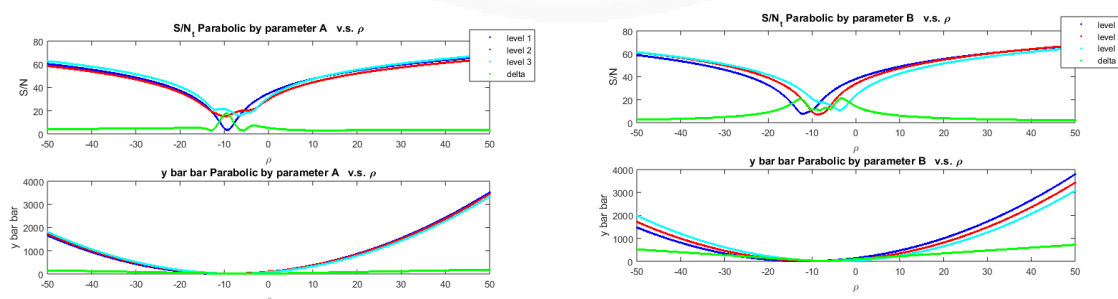 S/N_t Parabolic by parameter A v.s. ρ
80
60
40
20
0
S/N
-50 -40 -30 -20 -10 0 10 20 30 40 50
ρ
level 1
level 2
level 3
delta
y bar bar Parabolic by parameter A v.s. ρ
4000
3000
2000
1000
0
y bar bar
-50 -40 -30 -20 -10 0 10 20 30 40 50
S/N_t Parabolic by parameter B v.s. ρ
80
60
40
20
0
S/N
-50 -40 -30 -20 -10 0 10 20 30 40 50
ρ
level
level
level
delta
y bar bar Parabolic by parameter B v.s. ρ
4000
3000
2000
1000
0
y bar bar
-50 -40 -30 -20 -10 0 10 20 30 40 50
ρ